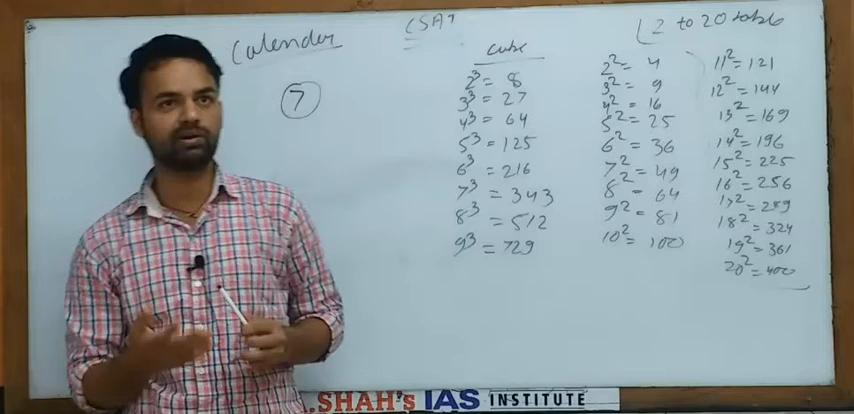 CSAT
(2 to 20 table
Calender
7
cube
2³ = 8
3³ = 27
4³ = 64
5³ = 125
6³ = 216
7³ = 343
8³ = 512
9³ = 729
2² = 4
3² = 9
4² = 16
5² = 25
6² = 36
7² = 49
8² = 64
9² = 81
10² = 100
11² = 121
12² = 144
13² = 169
14² = 196
15² = 225
16² = 256
17² = 289
18² = 324
19² = 361
20² = 400
.SHAH's IAS INSTITUTE